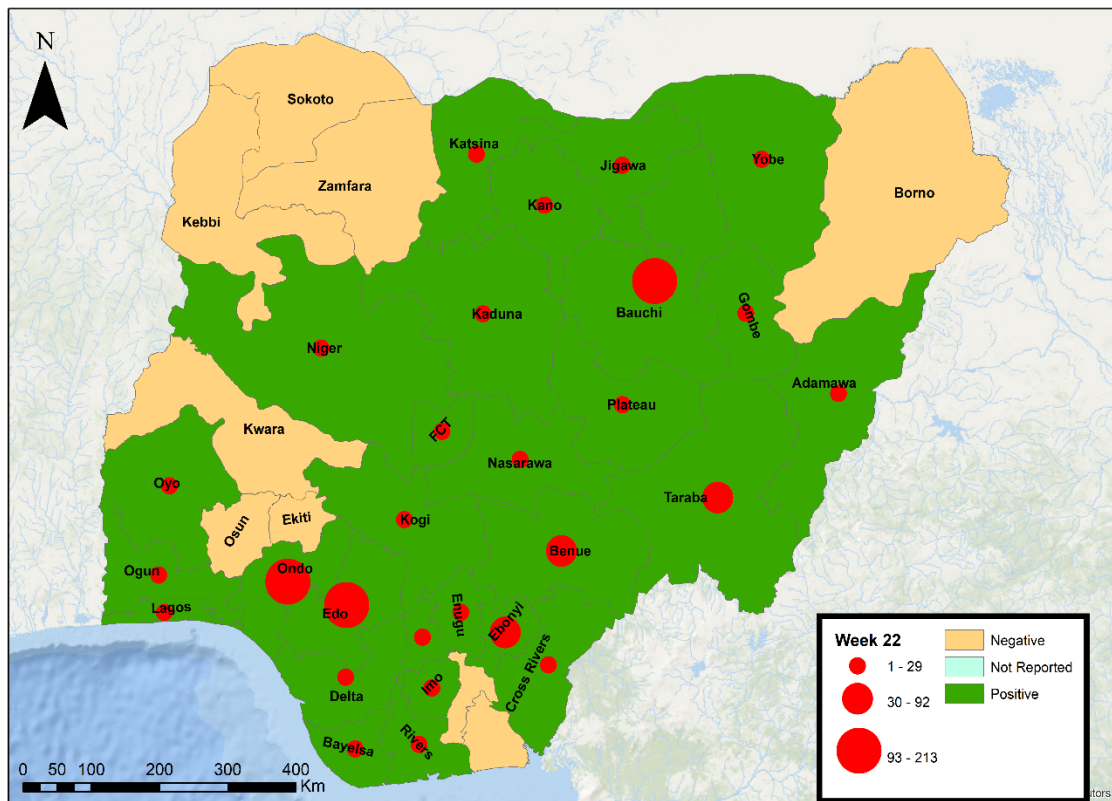 N
Sokoto
Katsina
Jigawa
Yobe
Zamfara
Borno
Kano
Kebbi
Kaduna
Bauchi
Gombe
Niger
Adamawa
Plateau
Kwara
FCT
Nasarawa
Oyo
Taraba
Osun
Ekiti
Kogi
Benue
Ogun
Ondo
Lagos
Edo
Enugu
Ebonyi
Cross Rivers
Delta
Imo
Bayelsa
Rivers
0 50 100 200 300 400
Km
Week 22
1 - 29
30 - 92
93 - 213
Negative
Not Reported
Positive
utors